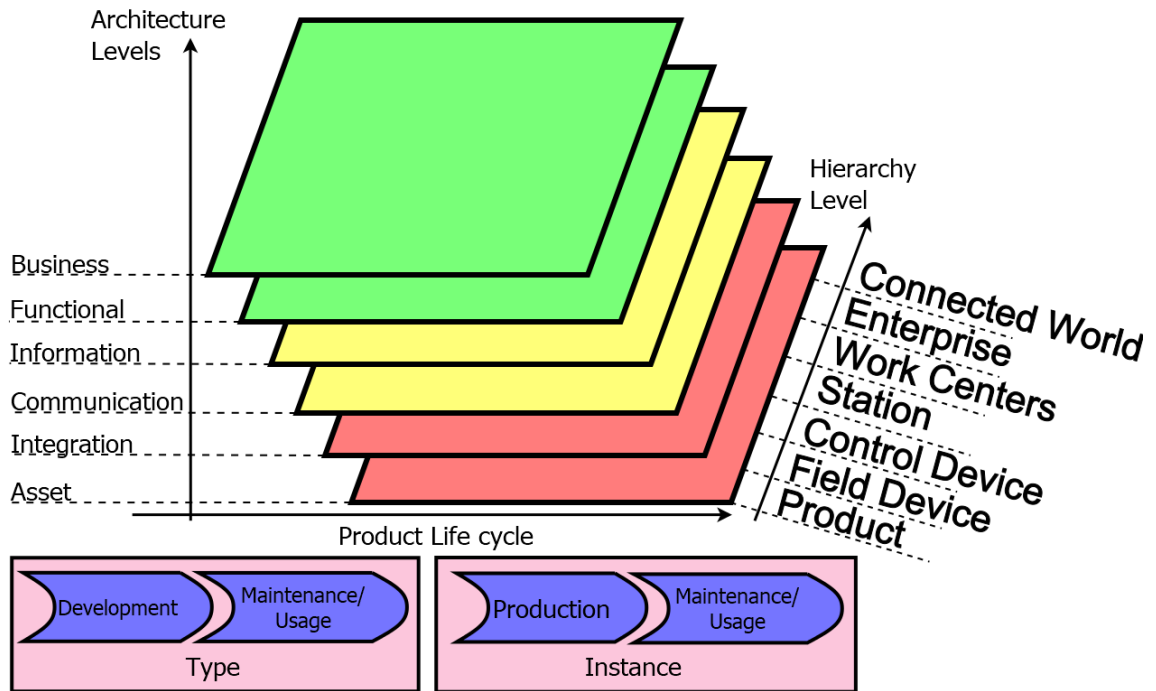 Architecture
Levels
Hierarchy
Level
Business
Functional
Information
Communication
Integration
Asset
Connected World
Enterprise
Work Centers
Station
Control Device
Field Device
Product
Product Life cycle
Development
Maintenance/
Usage
Type
Production
Maintenance/
Usage
Instance